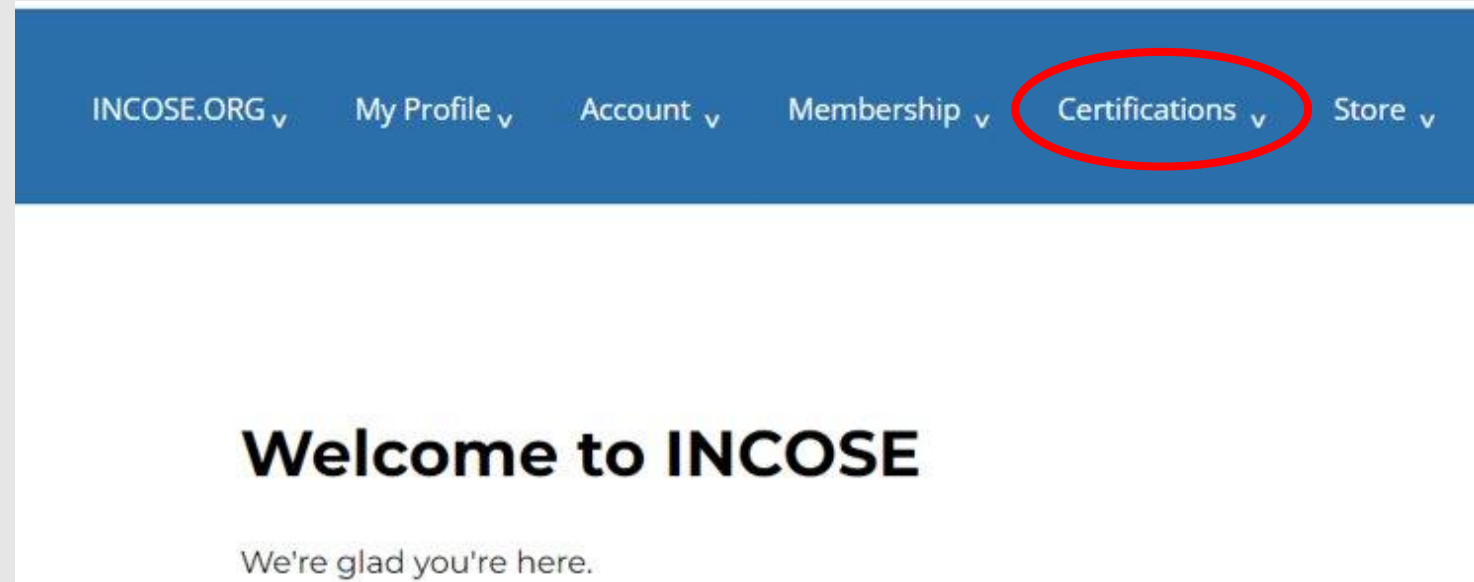 INCOSE.ORG v My Profile v Account v Membership v Certifications v Store v
Welcome to INCOSE
We're glad you're here.